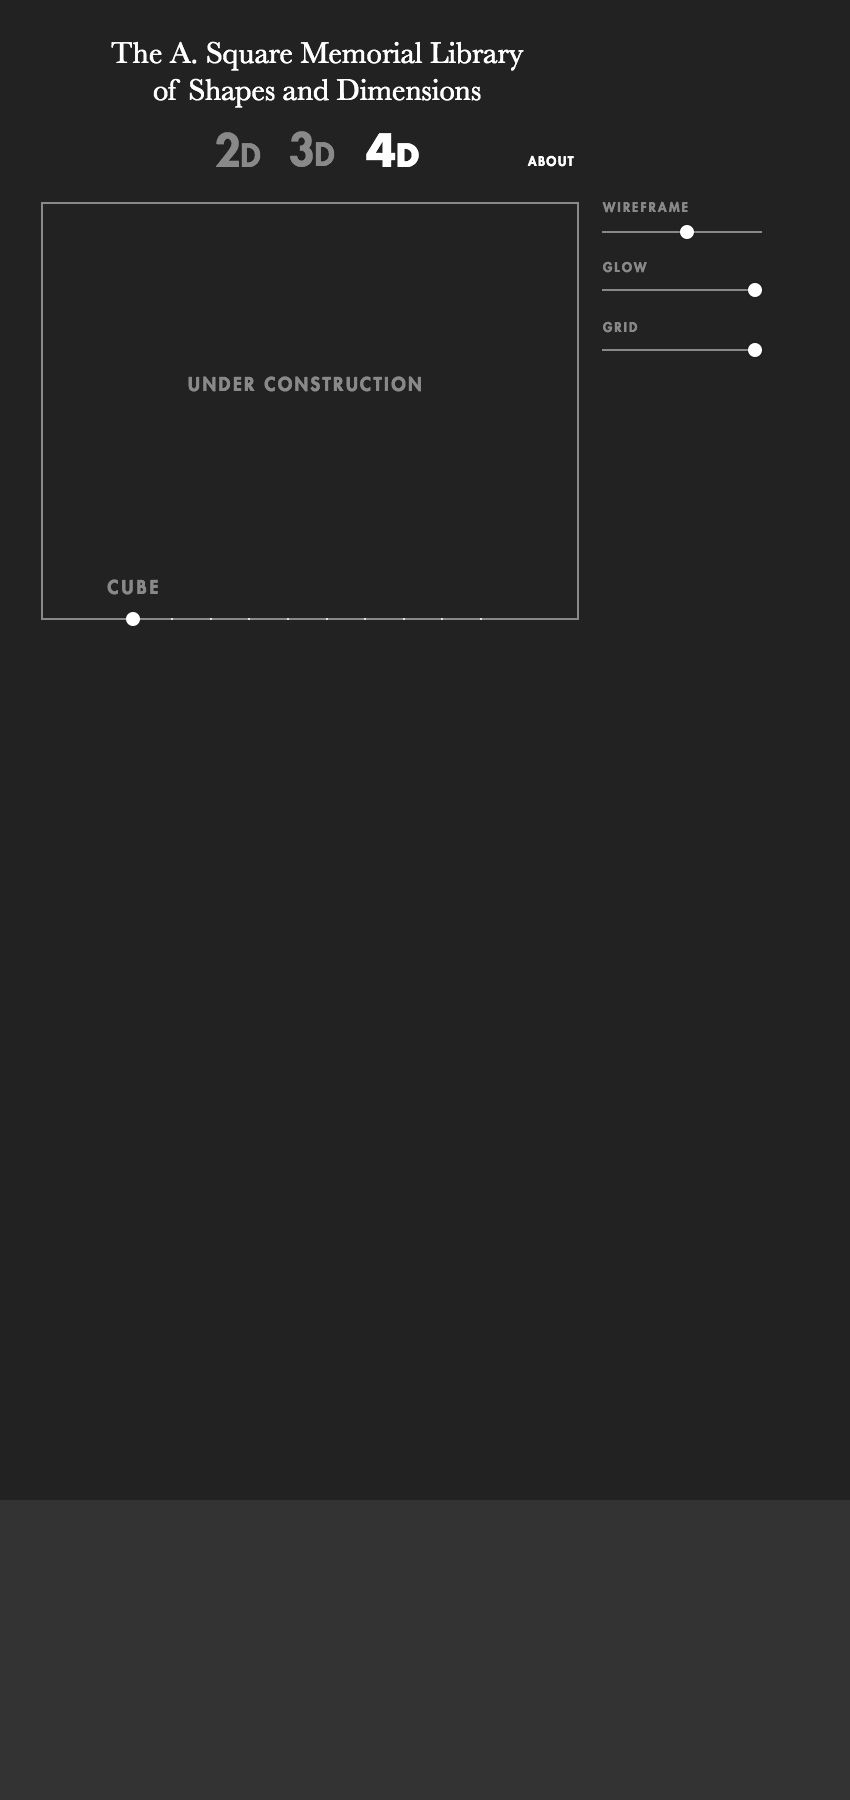 The A. Square Memorial Library
of Shapes and Dimensions
2D 3D 4D
ABOUT
WIREFRAME
GLOW
GRID
UNDER CONSTRUCTION
CUBE